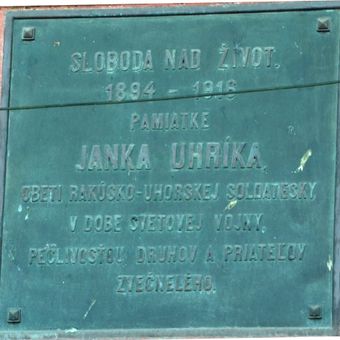 SLOBODA NAD ŽIVOT.
1894 - 1918
PAMIATKE
JANKA UHRÍKA,
OBETI RAKÚSKO-UHORSKEJ SOLDATESKY
V DOBE SVETOVEJ VOJNY,
PEČLIVOSŤOU DRUHOV A PRIATEĽOV
ZVEČNELÉHO.